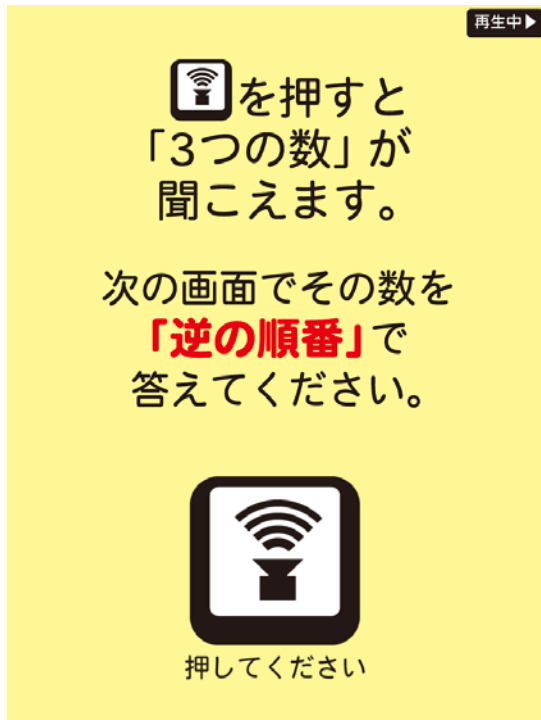 再生中▶
を押すと
「3つの数」が
聞こえます。
次の画面でその数を
「逆の順番」で
答えてください。
押してください